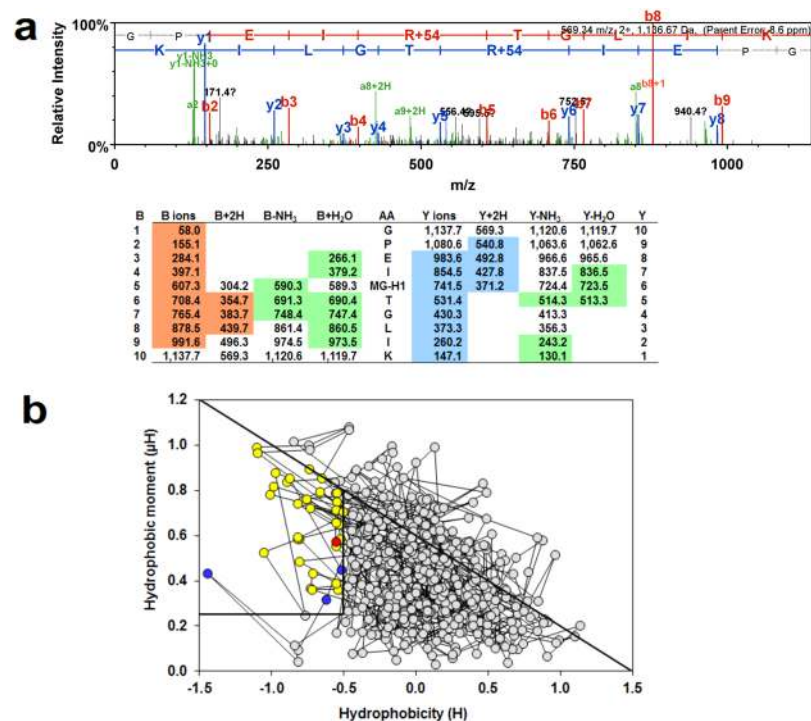 a
569.34 m/z, 2+, 1,136.67 Da, (Parent Error: 8.6 ppm)
G P E I R+54 T G L I K
K I L G T R+54 I E P G
100%
0%
Relative Intensity
y1-NH3
y1-NH3+0
a2
y1
b2
171.4?
y2
b3
y3
b4
a8+2H
y4
a9+2H
y5
556.4?
b5
b6
752.5?
y6
b7
a8
b8+1
b8
y7
940.4?
y8
b9
0 250 500 750 1000
m/z
B B ions B+2H B-NH3 B+H2O AA Y ions Y+2H Y-NH3 Y-H2O Y
1 58.0 G 1,137.7 569.3 1,120.6 1,119.7 10
2 155.1 P 1,080.6 540.8 1,063.6 1,062.6 9
3 284.1 266.1 E 983.6 492.8 966.6 965.6 8
4 397.1 379.2 I 854.5 427.8 837.5 836.5 7
5 607.3 304.2 590.3 589.3 MG-H1 741.5 371.2 724.4 723.5 6
6 708.4 354.7 691.3 690.4 T 531.4 514.3 513.3 5
7 765.4 383.7 748.4 747.4 G 430.3 413.3 4
8 878.5 439.7 861.4 860.5 L 373.3 356.3 3
9 991.6 496.3 974.5 973.5 I 260.2 243.2 2
10 1,137.7 569.3 1,120.6 1,119.7 K 147.1 130.1 1
b
Hydrophobic moment (µH)
1.2
1.0
0.8
0.6
0.4
0.2
0.0
-1.5 -1.0 -0.5 0.0 0.5 1.0 1.5
Hydrophobicity (H)